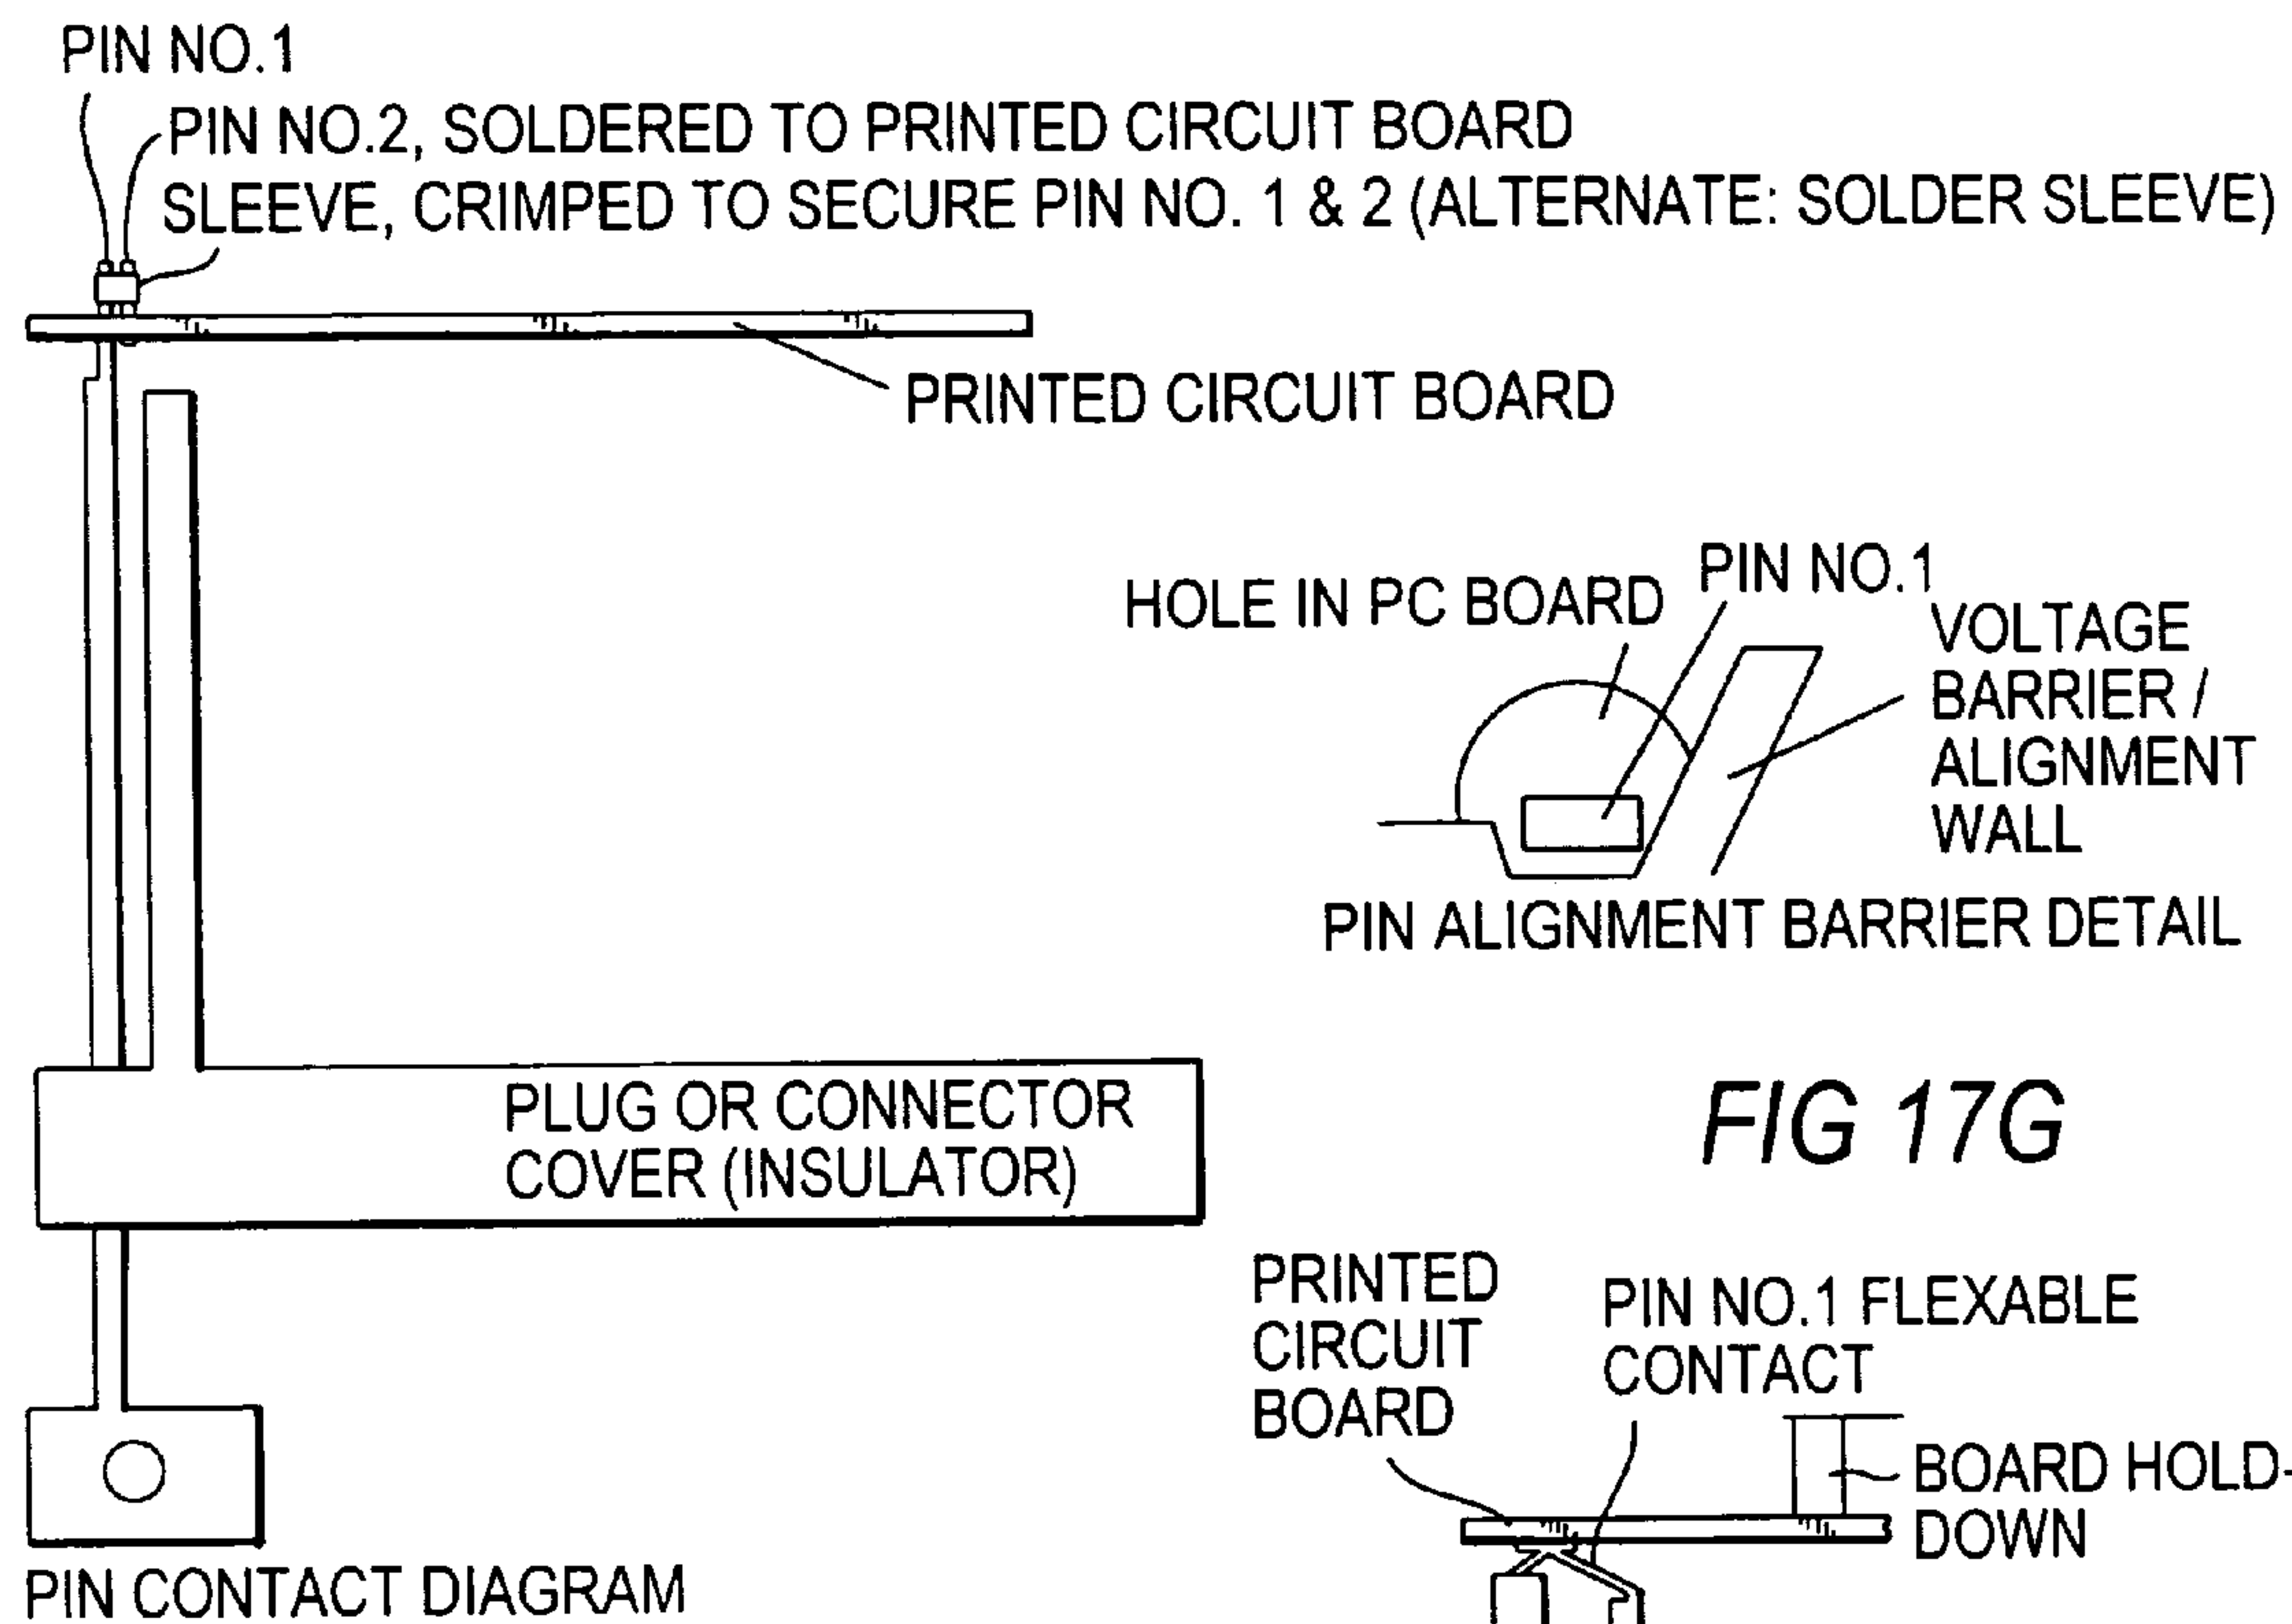 PIN NO.1
PIN NO.2, SOLDERED TO PRINTED CIRCUIT BOARD
SLEEVE, CRIMPED TO SECURE PIN NO. 1 & 2 (ALTERNATE: SOLDER SLEEVE)
PRINTED CIRCUIT BOARD
HOLE IN PC BOARD
PIN NO.1
VOLTAGE
BARRIER /
ALIGNMENT
WALL
PIN ALIGNMENT BARRIER DETAIL
PLUG OR CONNECTOR
COVER (INSULATOR)
FIG 17G
PRINTED
CIRCUIT
BOARD
PIN NO.1 FLEXABLE
CONTACT
BOARD HOLD-
DOWN
PIN CONTACT DIAGRAM